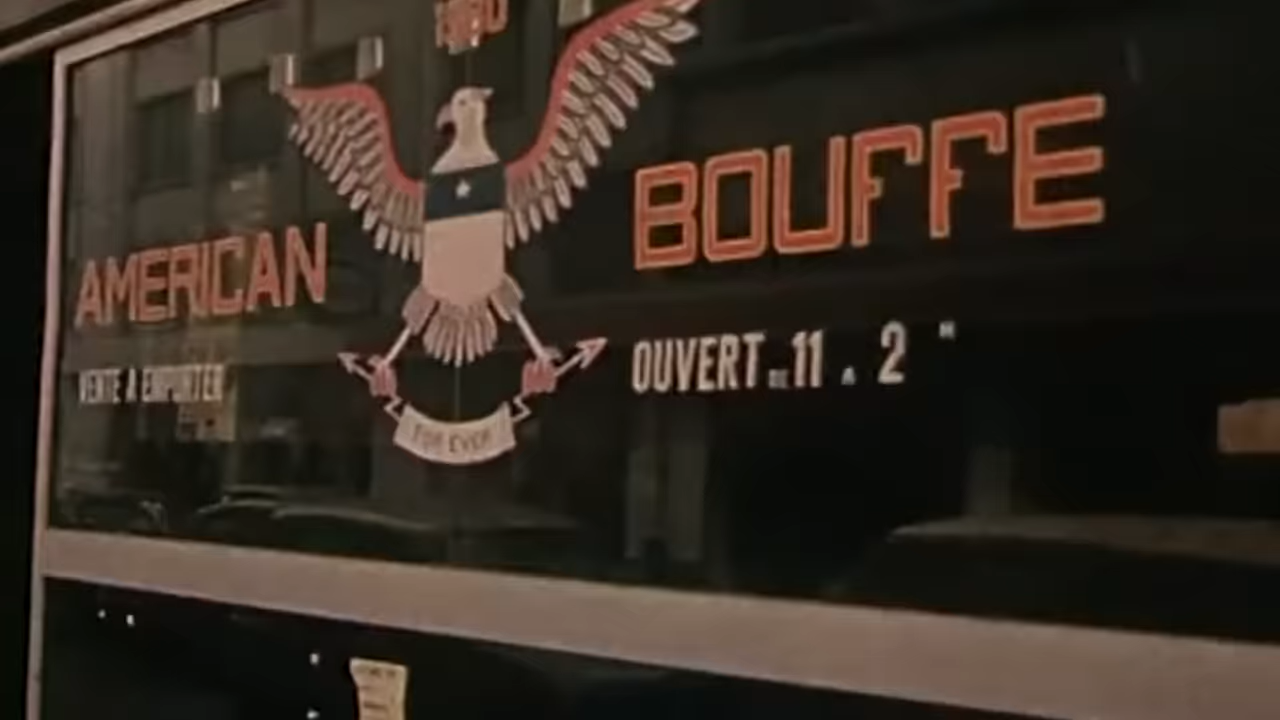 AMERICAN
BOUFFE
VENTE A EMPORTER
OUVERT DE 11 A 2 H
FOR EVER